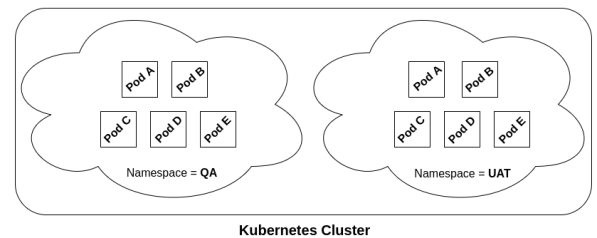 Pod A Pod B
Pod C Pod D Pod E
Namespace = QA
Pod A Pod B
Pod C Pod D Pod E
Namespace = UAT
Kubernetes Cluster